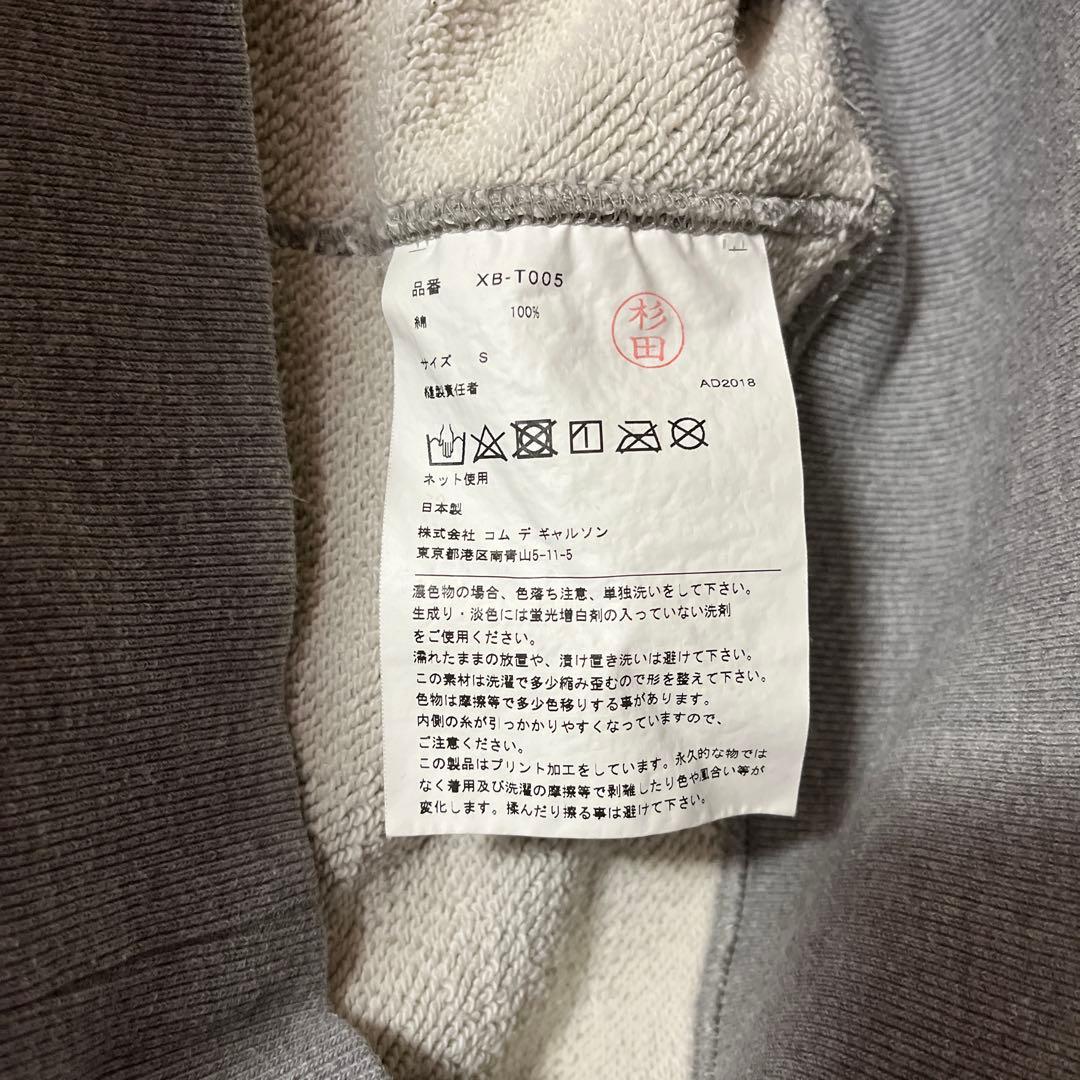 品番 XB-T005
綿 100%
サイズ S
杉田
縫製責任者 AD2018
ネット使用
日本製
株式会社 コム デ ギャルソン
東京都港区南青山5-11-5
濃色物の場合、色落ち注意、単独洗いをして下さい。
生成り・淡色には蛍光増白剤の入っていない洗剤
をご使用ください。
濡れたままの放置や、漬け置き洗いは避けて下さい。
この素材は洗濯で多少縮み歪むので形を整えて下さい。
色物は摩擦等で多少色移りする事があります。
内側の糸が引っかかりやすくなっていますので、
ご注意ください。
この製品はプリント加工をしています。永久的な物では
なく着用及び洗濯の摩擦等で剥離したり色や風合い等が
変化します。揉んだり擦る事は避けて下さい。